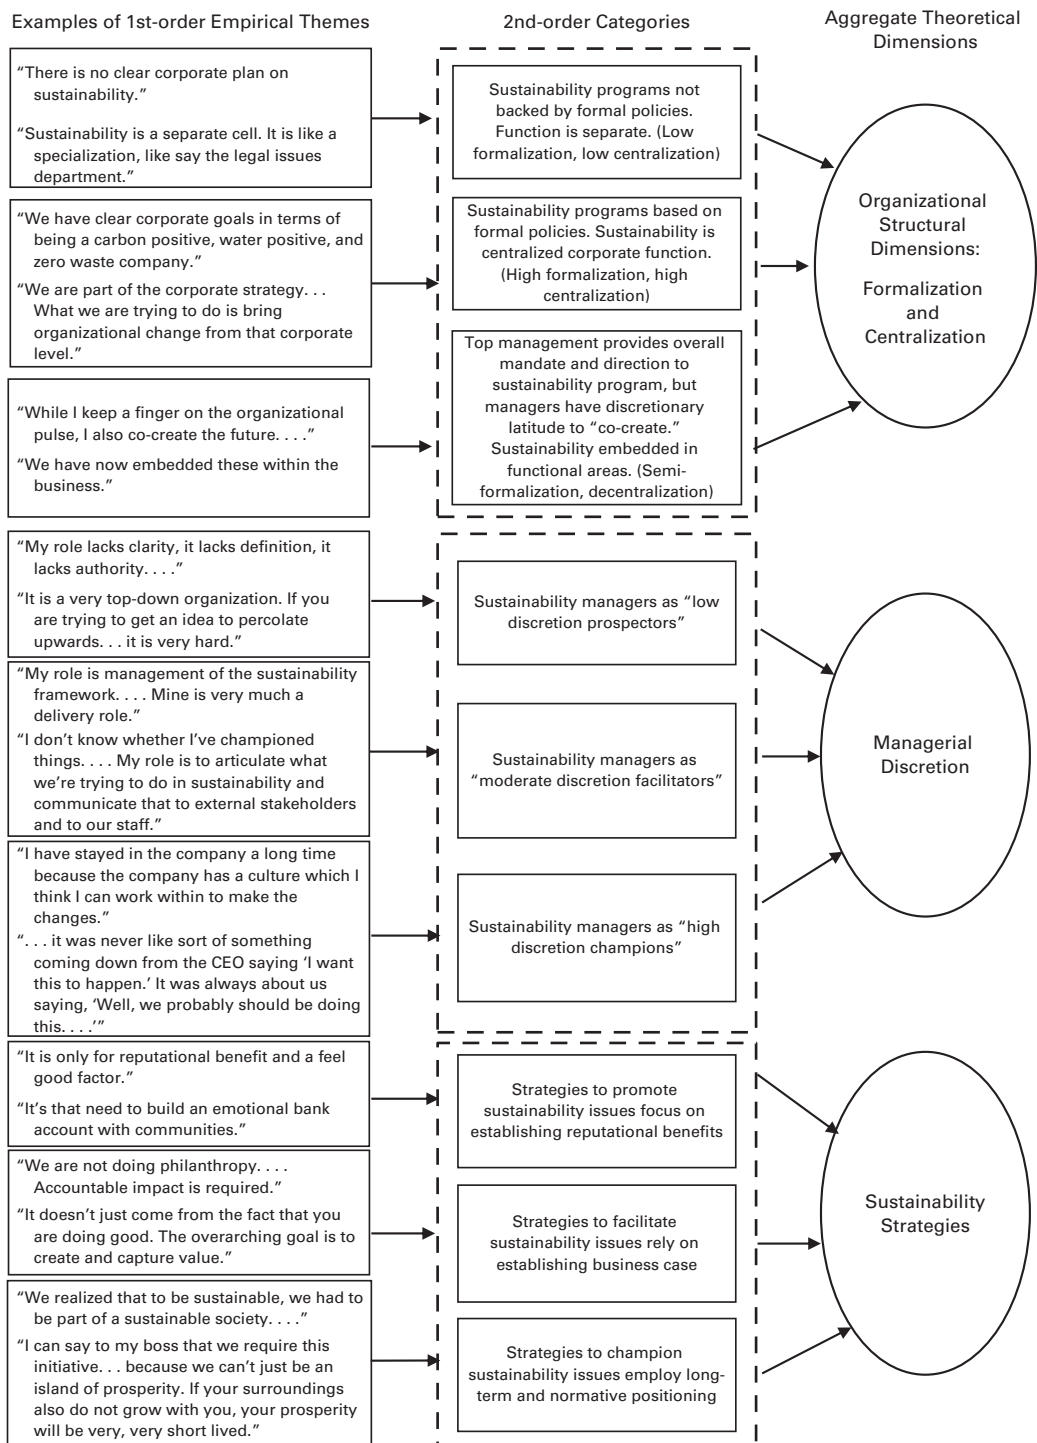 Examples of 1st-order Empirical Themes
2nd-order Categories
Aggregate Theoretical
Dimensions
“There is no clear corporate plan on
sustainability.”
“Sustainability is a separate cell. It is like a
specialization, like say the legal issues
department.”
Sustainability programs not
backed by formal policies.
Function is separate. (Low
formalization, low centralization)
“We have clear corporate goals in terms of
being a carbon positive, water positive, and
zero waste company.”
“We are part of the corporate strategy. . .
What we are trying to do is bring
organizational change from that corporate
level.”
Sustainability programs based on
formal policies. Sustainability is
centralized corporate function.
(High formalization, high
centralization)
“While I keep a finger on the organizational
pulse, I also co-create the future. . . .”
“We have now embedded these within the
business.”
Top management provides overall
mandate and direction to
sustainability program, but
managers have discretionary
latitude to “co-create.”
Sustainability embedded in
functional areas. (Semi-
formalization, decentralization)
Organizational
Structural
Dimensions:
Formalization
and
Centralization
“My role lacks clarity, it lacks definition, it
lacks authority. . . .”
“It is a very top-down organization. If you
are trying to get an idea to percolate
upwards. . . it is very hard.”
Sustainability managers as “low
discretion prospectors”
“My role is management of the sustainability
framework. . . . Mine is very much a
delivery role.”
“I don’t know whether I’ve championed
things. . . . My role is to articulate what
we’re trying to do in sustainability and
communicate that to external stakeholders
and to our staff.”
Sustainability managers as
“moderate discretion facilitators”
“I have stayed in the company a long time
because the company has a culture which I
think I can work within to make the
changes.”
“. . . it was never like sort of something
coming down from the CEO saying ‘I want
this to happen.’ It was always about us
saying, ‘Well, we probably should be doing
this. . . .’”
Sustainability managers as “high
discretion champions”
Managerial
Discretion
“It is only for reputational benefit and a feel
good factor.”
“It’s that need to build an emotional bank
account with communities.”
Strategies to promote
sustainability issues focus on
establishing reputational benefits
“We are not doing philanthropy. . . .
Accountable impact is required.”
“It doesn’t just come from the fact that you
are doing good. The overarching goal is to
create and capture value.”
Strategies to facilitate
sustainability issues rely on
establishing business case
“We realized that to be sustainable, we had to
be part of a sustainable society. . . .”
“I can say to my boss that we require this
initiative. . . because we can’t just be an
island of prosperity. If your surroundings
also do not grow with you, your prosperity
will be very, very short lived.”
Strategies to champion
sustainability issues employ long-
term and normative positioning
Sustainability
Strategies